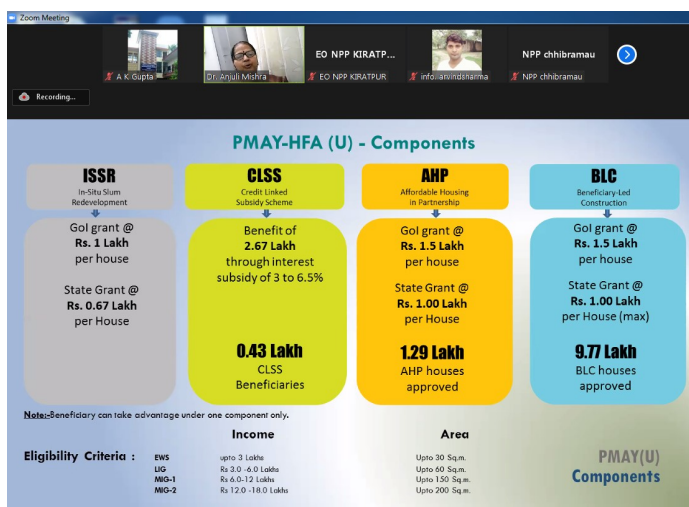 Zoom Meeting
A K Gupta
Dr. Anjuli Mishra
EO NPP KIRATP...
EO NPP KIRATPUR
info. arvindsharma
NPP chhibramau
NPP chhibramau
Recording...
PMAY-HFA (U) - Components
ISSR
In-Situ Slum
Redevelopment
GoI grant @
Rs. 1 Lakh
per house
State Grant @
Rs. 0.67 Lakh
per House
CLSS
Credit Linked
Subsidy Scheme
Benefit of
2.67 Lakh
through interest
subsidy of 3 to 6.5%
0.43 Lakh
CLSS
Beneficiaries
AHP
Affordable Housing
in Partnership
GoI grant @
Rs. 1.5 Lakh
per house
State Grant @
Rs. 1.00 Lakh
per House
1.29 Lakh
AHP houses
approved
BLC
Beneficiary-Led
Construction
GoI grant @
Rs. 1.5 Lakh
per house
State Grant @
Rs. 1.00 Lakh
per House (max)
9.77 Lakh
BLC houses
approved
Note:-Beneficiary can take advantage under one component only.
Income Area
Eligibility Criteria : EWS upto 3 Lakhs Upto 30 Sq.m.
LIG Rs 3.0 -6.0 Lakhs Upto 60 Sq.m.
MIG-1 Rs 6.0-12 Lakhs Upto 150 Sq.m.
MIG-2 Rs 12.0 -18.0 Lakhs Upto 200 Sq.m.
PMAY(U)
Components